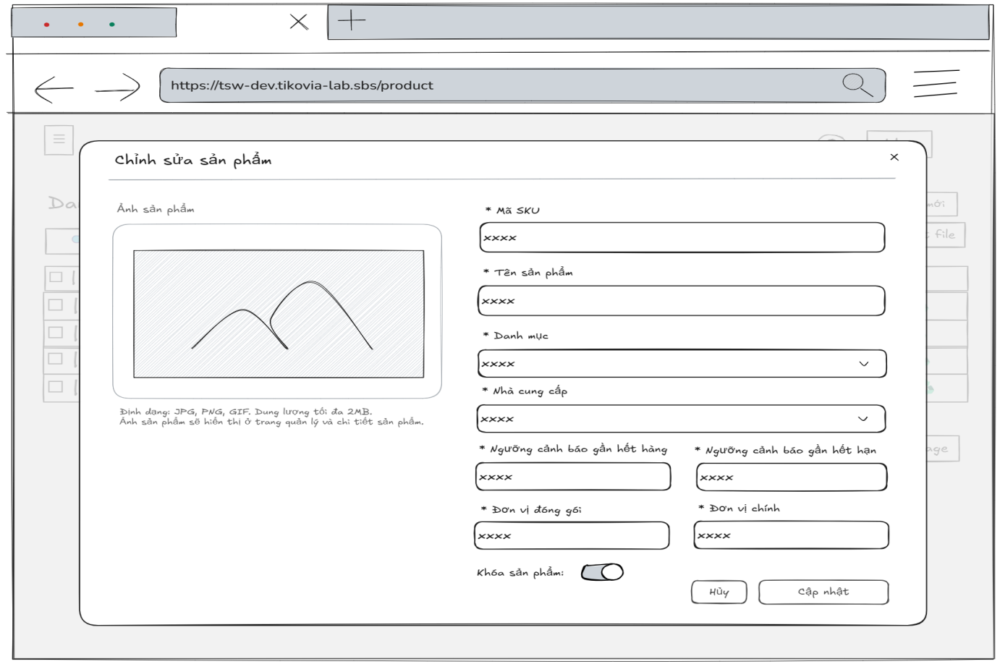 https://tsw-dev.tikovia-lab.sbs/product
Chỉnh sửa sản phẩm
Ảnh sản phẩm
Định dạng: JPG, PNG, GIF. Dung lượng tối đa 2MB.
Ảnh sản phẩm sẽ hiển thị ở trang quản lý và chi tiết sản phẩm.
* Mã SKU
xxxx
* Tên sản phẩm
xxxx
* Danh mục
xxxx
* Nhà cung cấp
xxxx
* Ngưỡng cảnh báo gần hết hàng
* Ngưỡng cảnh báo gần hết hạn
xxxx
xxxx
* Đơn vị đóng gói
* Đơn vị chính
xxxx
xxxx
Khóa sản phẩm:
Hủy
Cập nhật
file